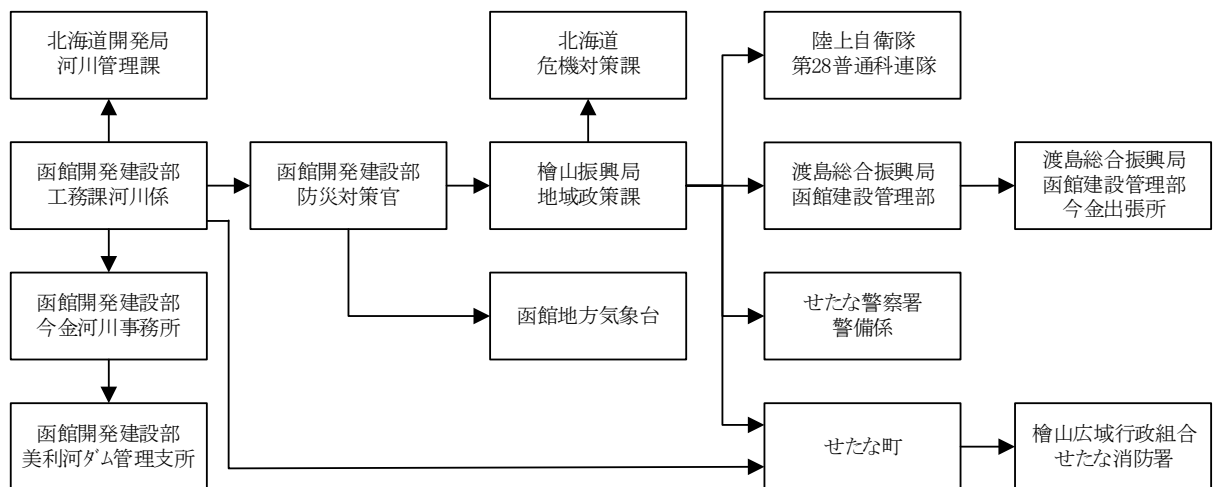 北海道開発局
河川管理課
北海道
危機対策課
陸上自衛隊
第28普通科連隊
函館開発建設部
工務課河川係
函館開発建設部
防災対策官
檜山振興局
地域政策課
渡島総合振興局
函館建設管理部
渡島総合振興局
函館建設管理部
今金出張所
函館開発建設部
今金河川事務所
函館地方気象台
せたな警察署
警備係
函館開発建設部
美利河ダム管理支所
せたな町
檜山広域行政組合
せたな消防署